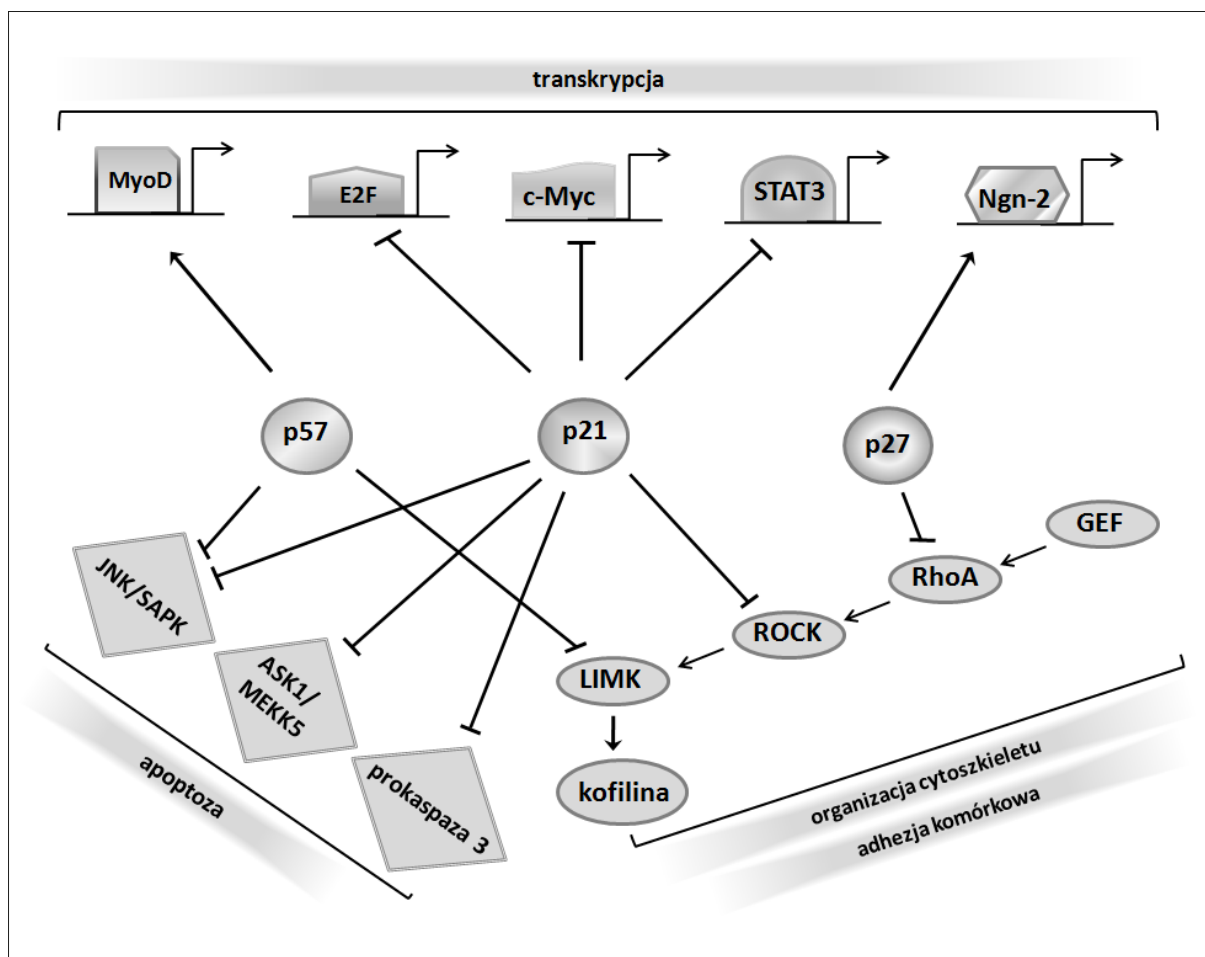 transkrypcja
MyoD
E2F
c-Myc
STAT3
Ngn-2
p57
p21
p27
GEF
RhoA
ROCK
LIMK
kofilina
JNK/SAPK
ASK1/
MEKK5
prokaspaza 3
apoptoza
organizacja cytoszkieletu
adhezja komórkowa